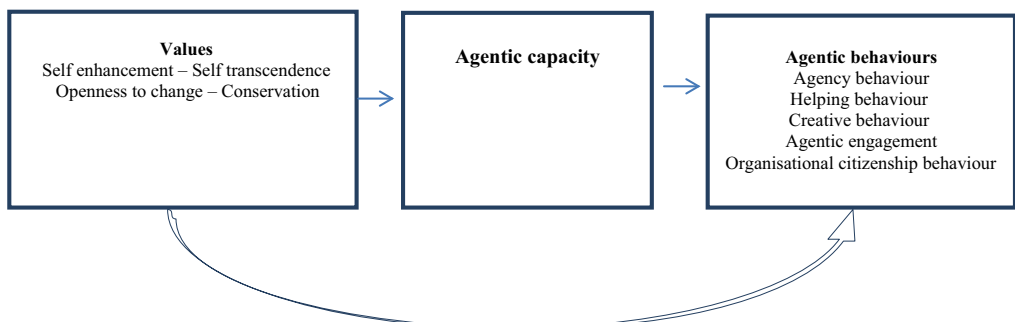 Values
Self enhancement – Self transcendence
Openness to change – Conservation
Agentic capacity
Agentic behaviours
Agency behaviour
Helping behaviour
Creative behaviour
Agentic engagement
Organisational citizenship behaviour